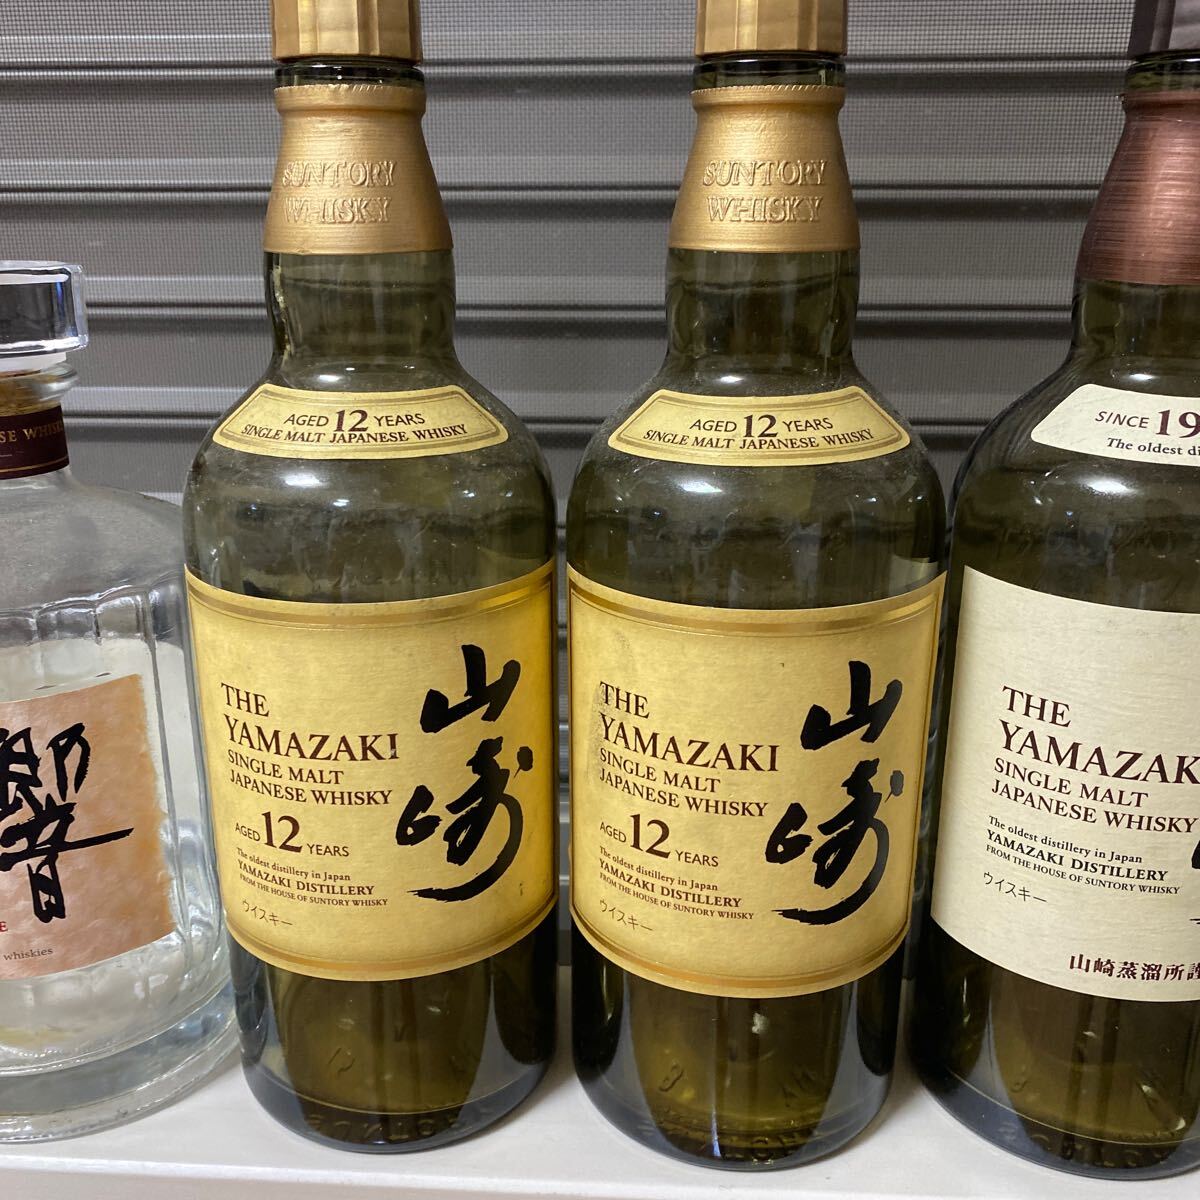 響
whiskies
SUNTORY
WHISKY
AGED 12 YEARS
SINGLE MALT JAPANESE WHISKY
THE
YAMAZAKI
SINGLE MALT
JAPANESE WHISKY
AGED 12 YEARS
The oldest distillery in Japan
YAMAZAKI DISTILLERY
FROM THE HOUSE OF SUNTORY WHISKY
ウイスキー
山崎
SUNTORY
WHISKY
AGED 12 YEARS
SINGLE MALT JAPANESE WHISKY
THE
YAMAZAKI
SINGLE MALT
JAPANESE WHISKY
AGED 12 YEARS
The oldest distillery in Japan
YAMAZAKI DISTILLERY
FROM THE HOUSE OF SUNTORY WHISKY
ウイスキー
山崎
SINCE 19
The oldest di
THE
YAMAZAK
SINGLE MALT
JAPANESE WHISKY
The oldest distillery in Japan
YAMAZAKI DISTILLERY
FROM THE HOUSE OF SUNTORY WHISKY
ウイスキー
山崎蒸溜所